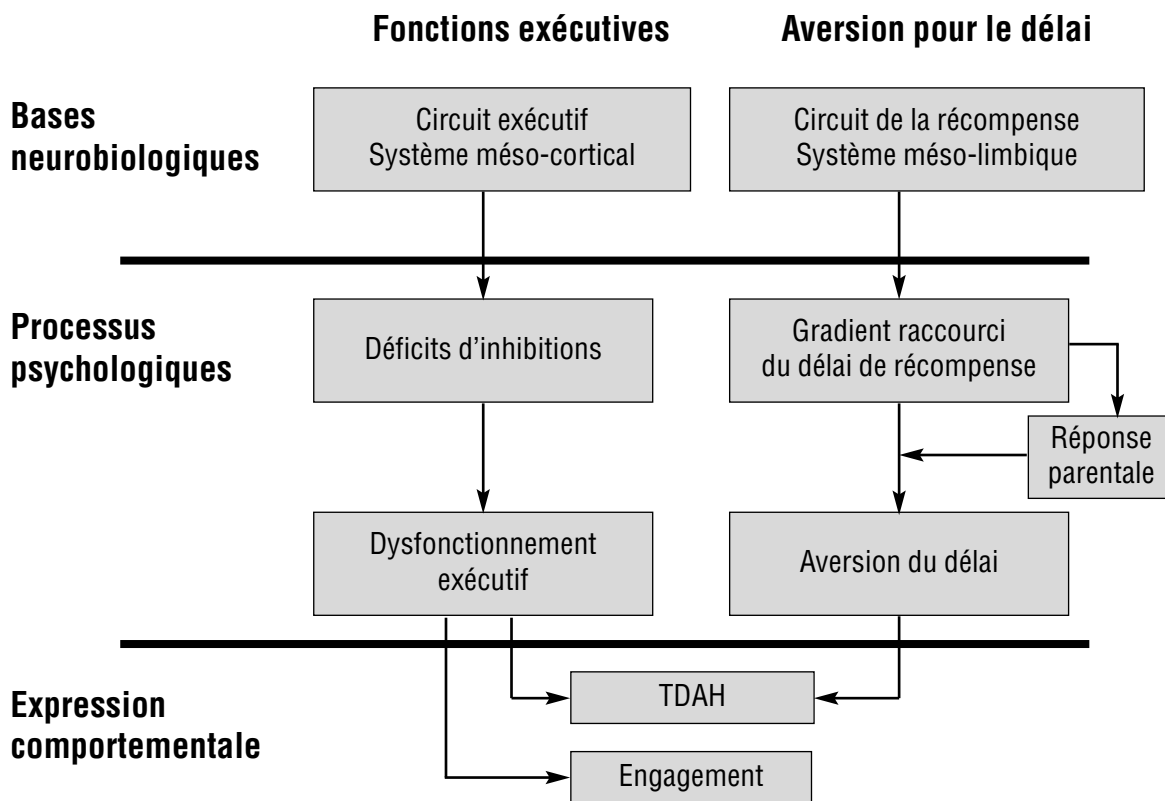 Fonctions exécutives
Aversion pour le délai
Bases
neurobiologiques
Circuit exécutif
Système méso-cortical
Circuit de la récompense
Système méso-limbique
Processus
psychologiques
Déficits d'inhibitions
Gradient raccourci
du délai de récompense
Réponse
parentale
Dysfonctionnement
exécutif
Aversion du délai
Expression
comportementale
TDAH
Engagement